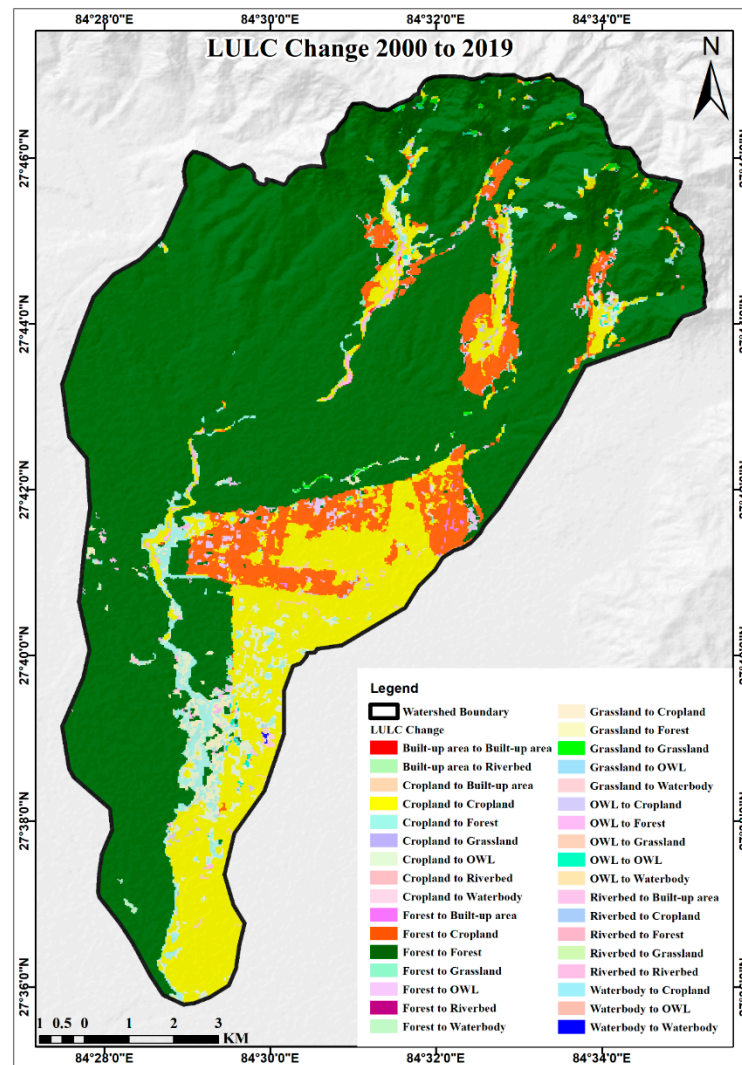 84°28'0"E 84°30'0"E 84°32'0"E 84°34'0"E
LULC Change 2000 to 2019
N
27°46'0"N
27°44'0"N
27°42'0"N
27°40'0"N
27°38'0"N
27°36'0"N
Legend
Watershed Boundary
LULC Change
Built-up area to Built-up area
Built-up area to Riverbed
Cropland to Built-up area
Cropland to Cropland
Cropland to Forest
Cropland to Grassland
Cropland to OWL
Cropland to Riverbed
Cropland to Waterbody
Forest to Built-up area
Forest to Cropland
Forest to Forest
Forest to Grassland
Forest to OWL
Forest to Riverbed
Forest to Waterbody
Grassland to Cropland
Grassland to Forest
Grassland to Grassland
Grassland to OWL
Grassland to Waterbody
OWL to Cropland
OWL to Forest
OWL to Grassland
OWL to OWL
OWL to Waterbody
Riverbed to Built-up area
Riverbed to Cropland
Riverbed to Forest
Riverbed to Grassland
Riverbed to Riverbed
Waterbody to Cropland
Waterbody to OWL
Waterbody to Waterbody
1 0.5 0 1 2 3
KM
84°28'0"E 84°30'0"E 84°32'0"E 84°34'0"E